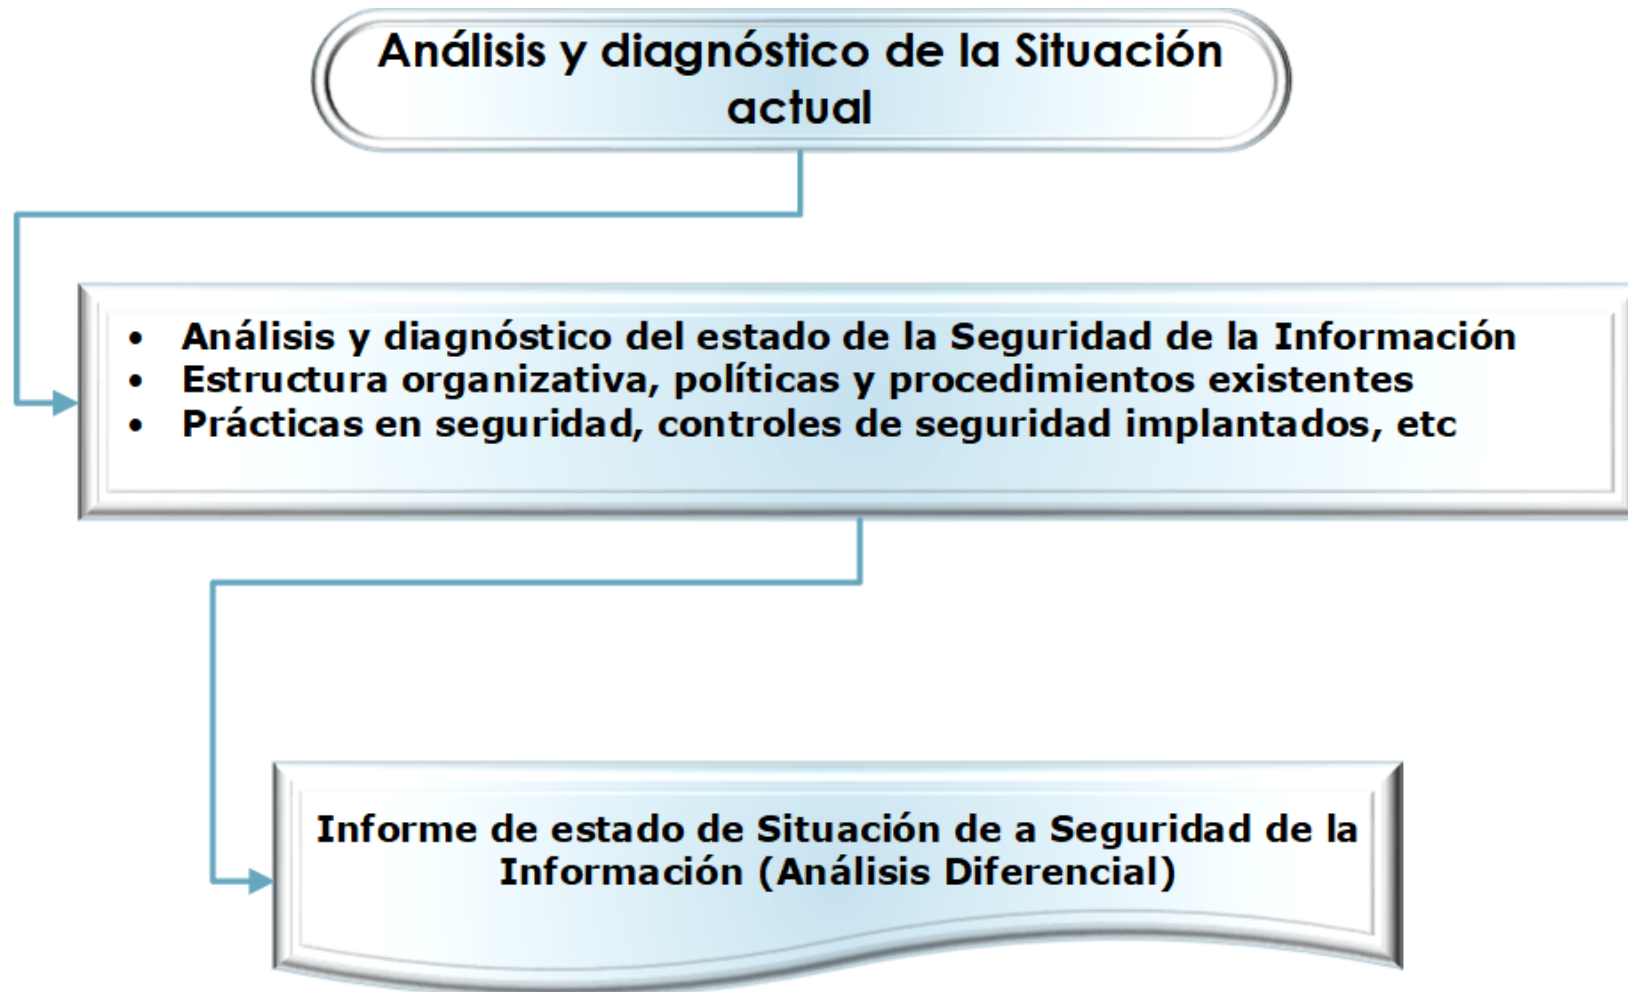 Análisis y diagnóstico de la Situación
actual
• Análisis y diagnóstico del estado de la Seguridad de la Información
• Estructura organizativa, políticas y procedimientos existentes
• Prácticas en seguridad, controles de seguridad implantados, etc
Informe de estado de Situación de a Seguridad de la
Información (Análisis Diferencial)